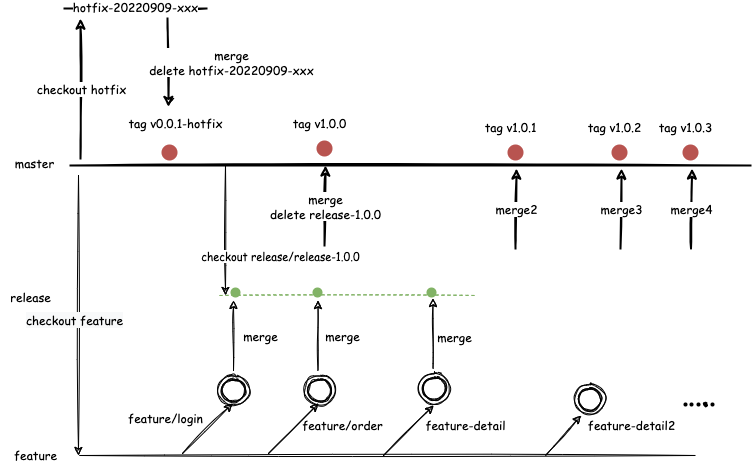 hotfix-20220909-xxx
merge
delete hotfix-20220909-xxx
checkout hotfix
tag v0.0.1-hotfix
tag v1.0.0
tag v1.0.1
tag v1.0.2
tag v1.0.3
master
merge
delete release-1.0.0
merge2
merge3
merge4
checkout release/release-1.0.0
release
checkout feature
merge
merge
merge
feature/login
feature/order
feature-detail
feature-detail2
feature